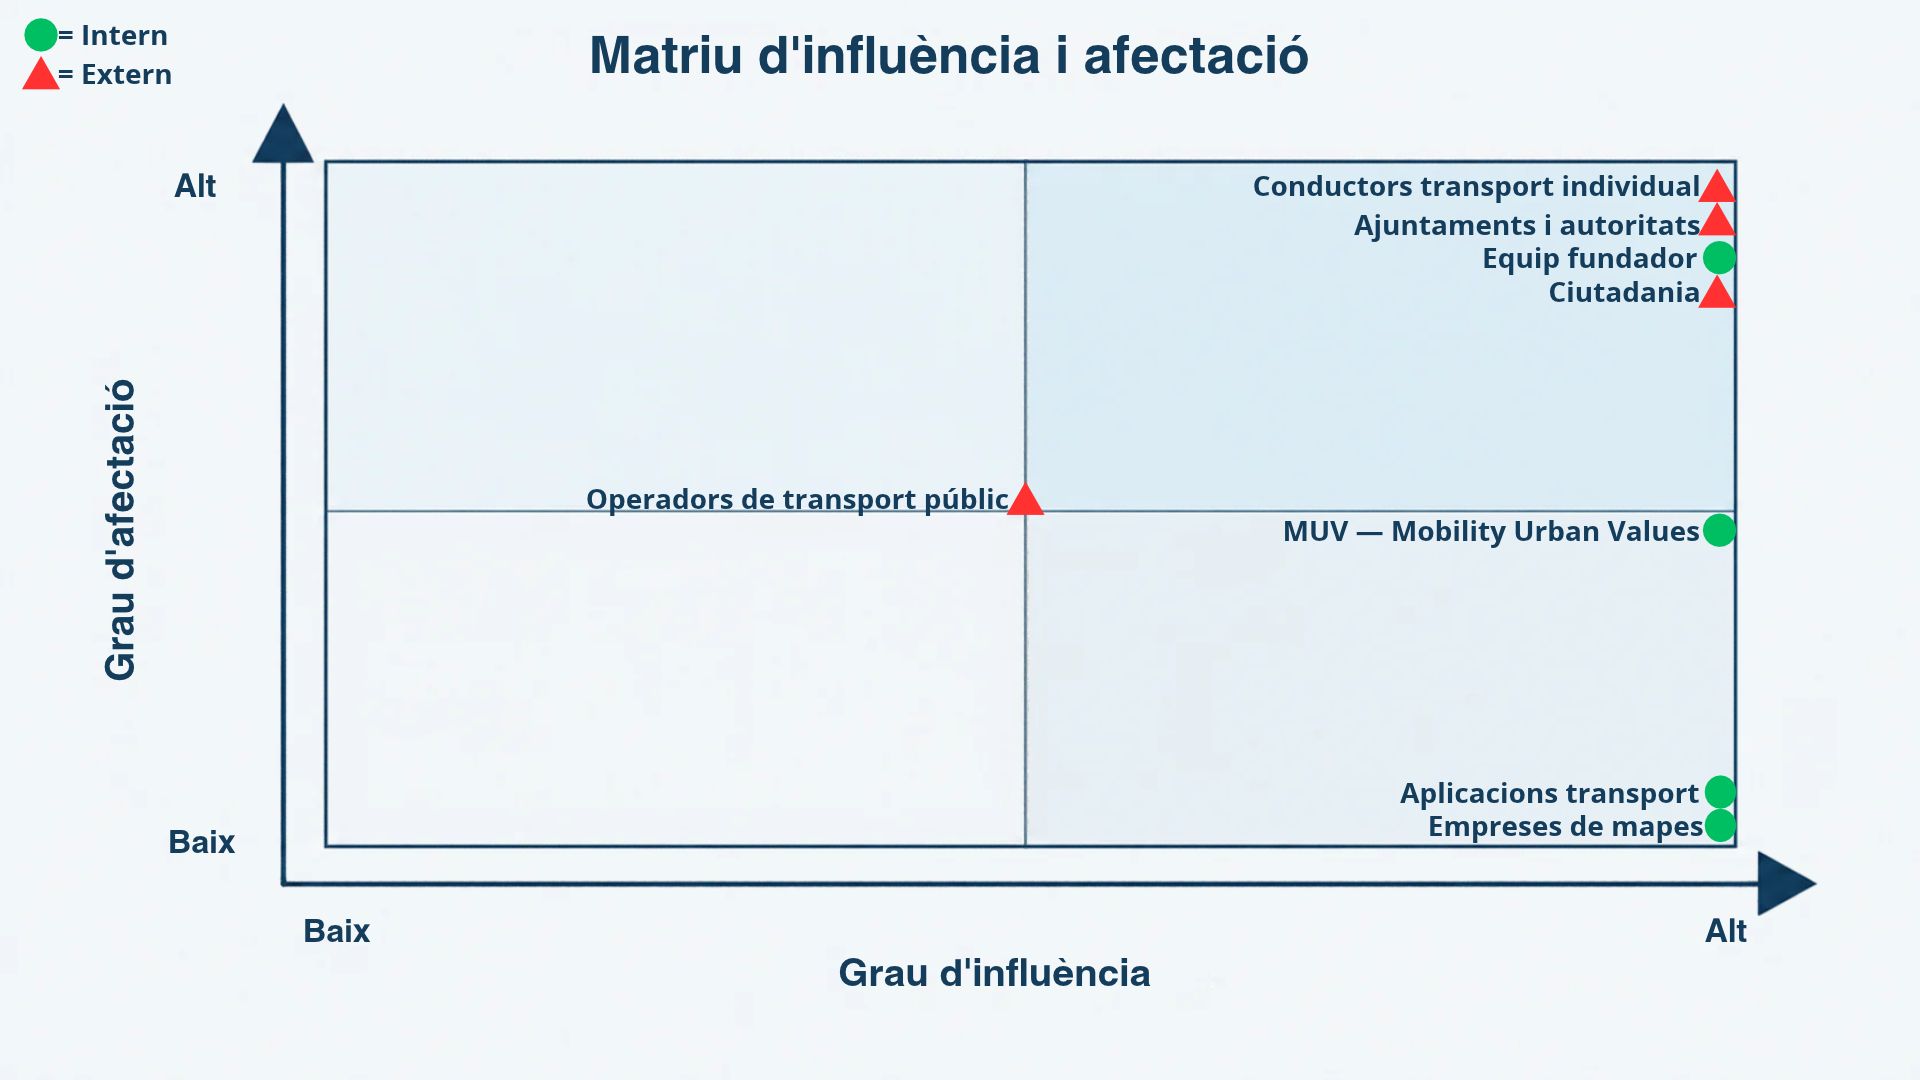 = Intern
= Extern
Matriu d'influència i afectació
Alt
Conductors transport individual
Ajuntaments i autoritats
Equip fundador
Ciutadania
Grau d'afectació
Operadors de transport públic
MUV — Mobility Urban Values
Aplicacions transport
Empreses de mapes
Baix
Baix
Alt
Grau d'influència